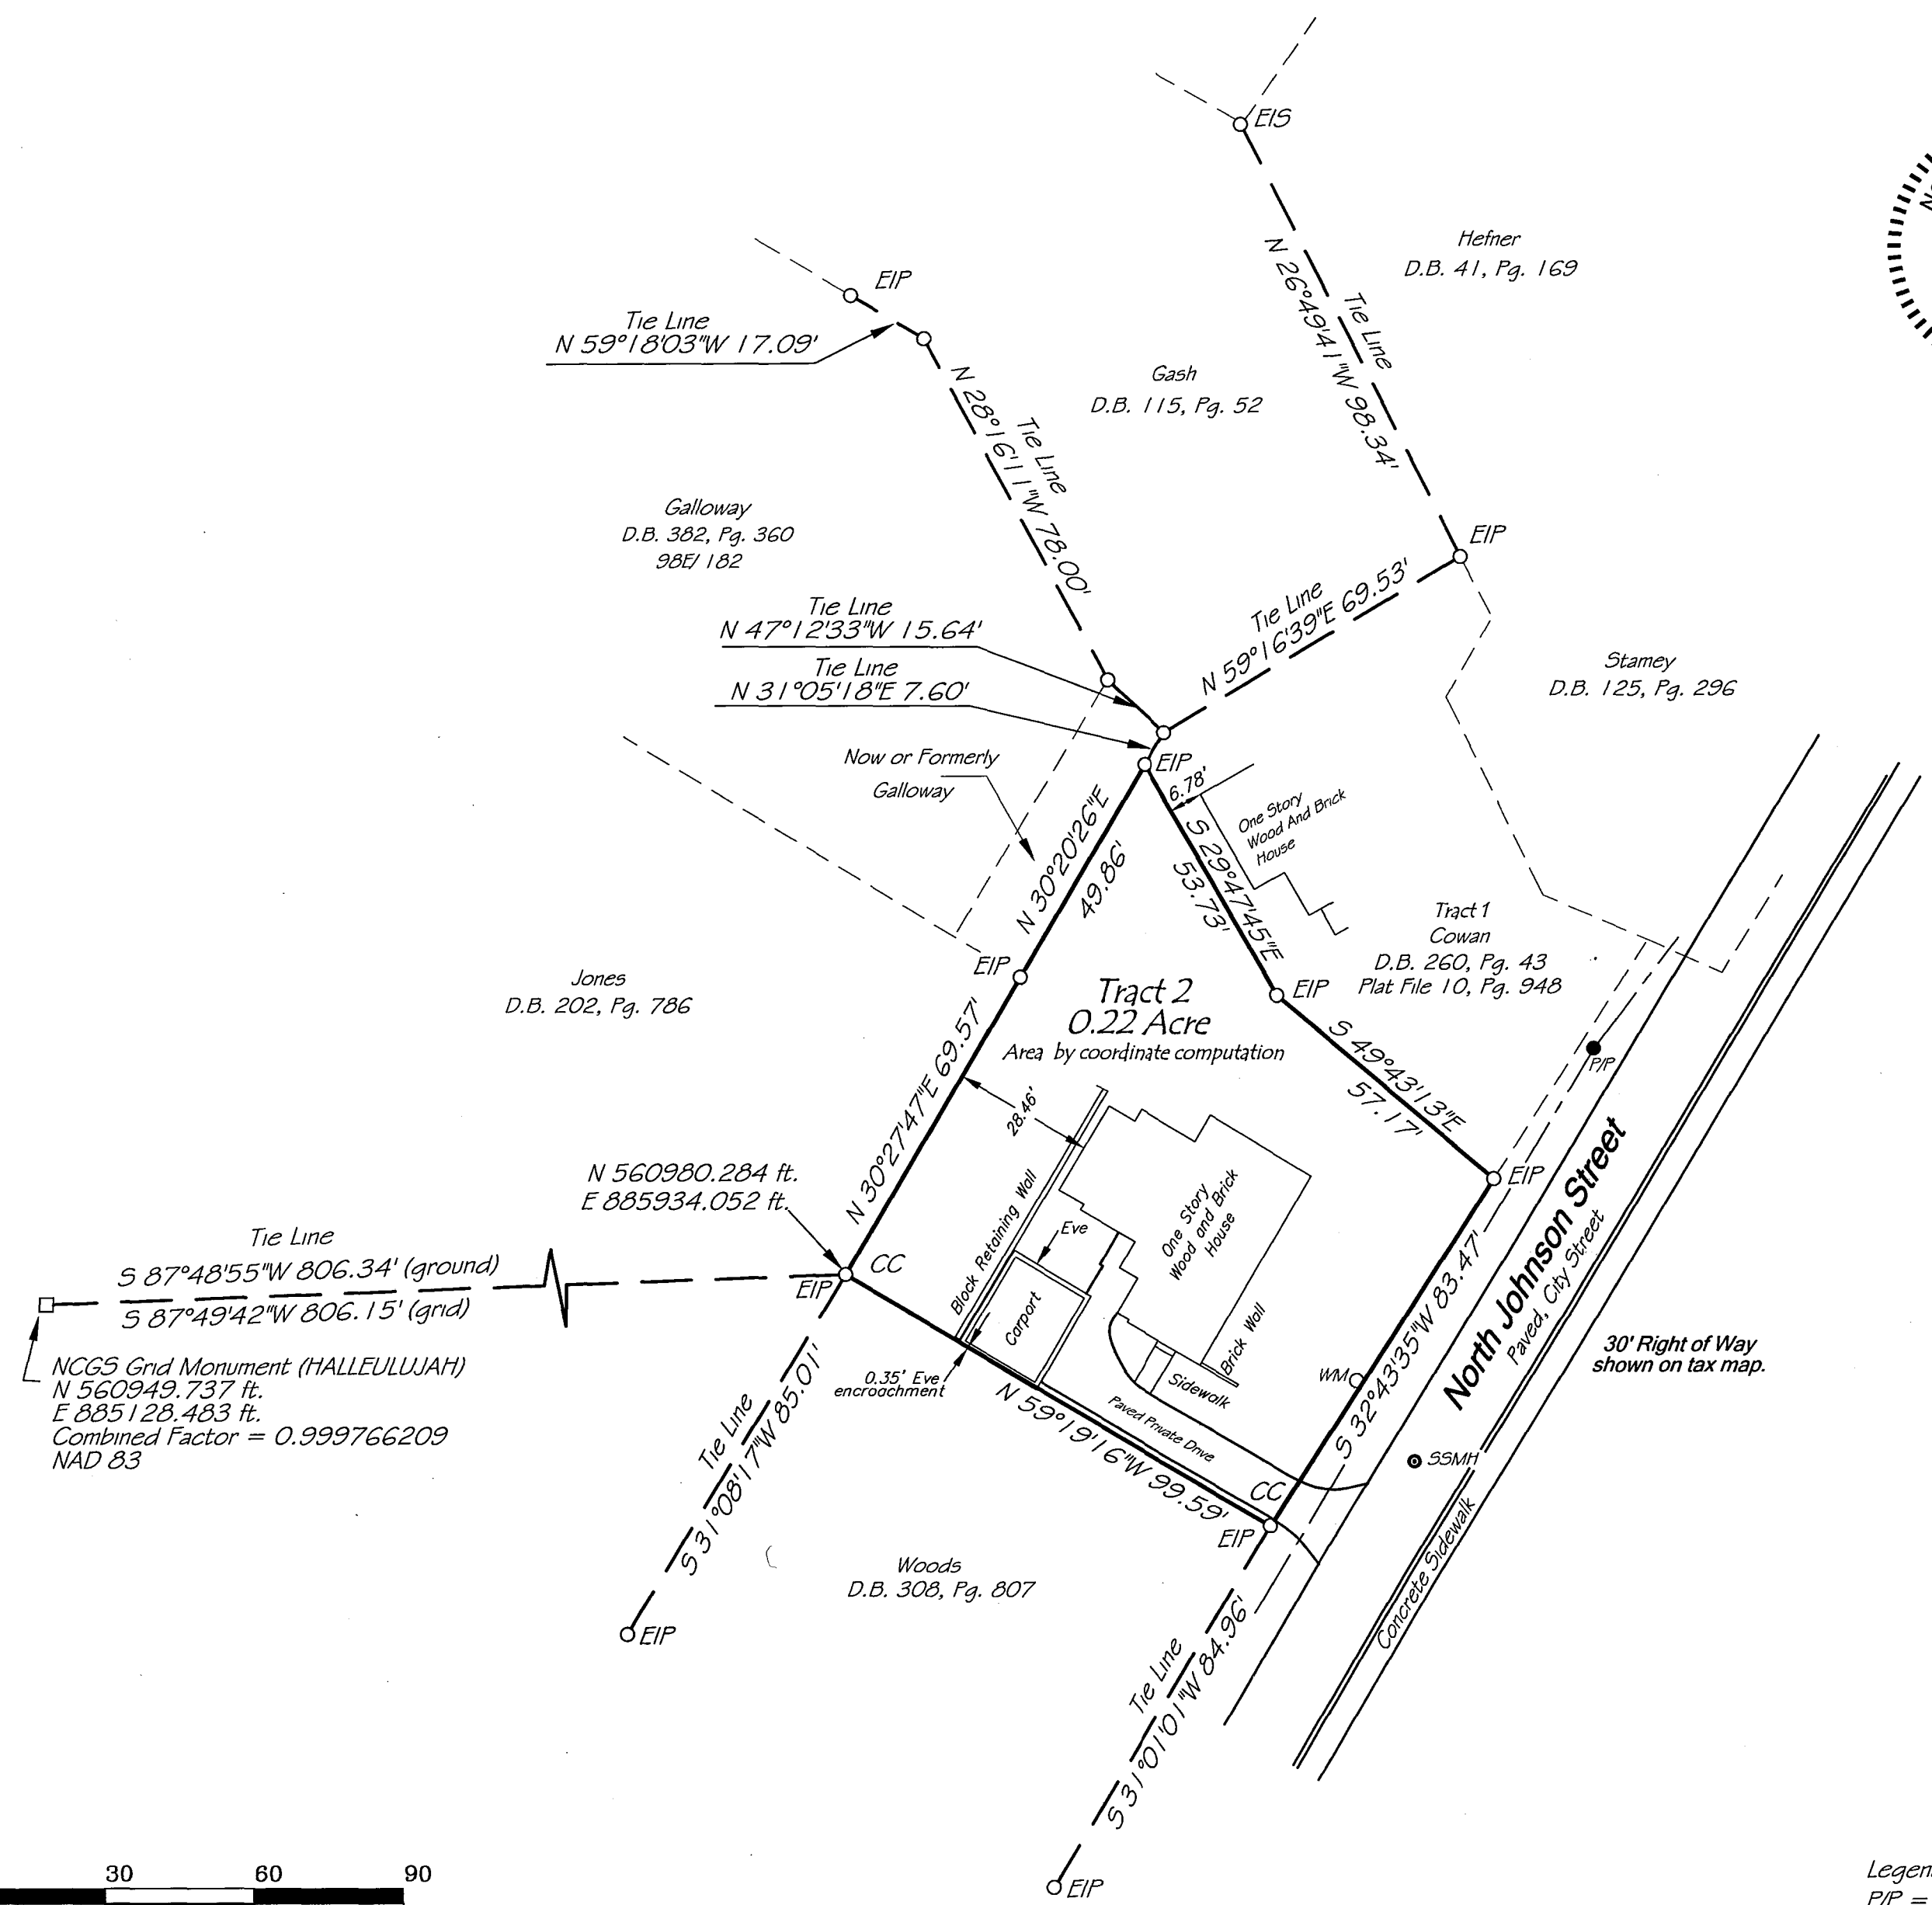 EIS
Hefner
D.B. 41, Pg. 169
N 26°49'41"W 98.34'
Tie Line
EIP
Tie Line
N 59°18'03"W 17.09'
Gash
D.B. 115, Pg. 52
N 28°16'11"W 78.00'
Tie Line
Galloway
D.B. 382, Pg. 360
98E/182
EIP
Tie Line
N 59°16'39"E 69.53'
Tie Line
N 47°12'33"W 15.64'
Tie Line
N 31°05'18"E 7.60'
Stamey
D.B. 125, Pg. 296
Now or Formerly
Galloway
EIP
6.78'
One Story
Wood And Brick
House
N 30°20'26"E
49.86'
S 29°47'45"E
53.73'
Tract 1
Cowan
D.B. 260, Pg. 43
Plat File 10, Pg. 948
EIP
Jones
D.B. 202, Pg. 786
Tract 2
0.22 Acre
Area by coordinate computation
EIP
S 49°43'13"E
57.17'
P/P
N 30°27'47"E 69.57'
28.46'
N 560980.284 ft.
E 885934.052 ft.
EIP
Block Retaining Wall
Eve
One Story
Wood and Brick
House
Carport
Brick Wall
Sidewalk
Paved Private Drive
0.35' Eve
encroachment
CC
EIP
Tie Line
S 87°48'55"W 806.34' (ground)
S 87°49'42"W 806.15' (grid)
NCGS Grid Monument (HALLEULUJAH)
N 560949.737 ft.
E 885128.483 ft.
Combined Factor = 0.999766209
NAD 83
North Johnson Street
Paved, City Street
30' Right of Way
shown on tax map.
WM
S 32°43'35"W 83.47'
SSMH
N 59°19'16"W 99.59'
CC
EIP
Concrete Sidewalk
Tie Line
S 31°08'17"W 85.01'
EIP
Woods
D.B. 308, Pg. 807
Tie Line
S 31°01'01"W 84.96'
EIP
30 60 90
Legen
P/P =